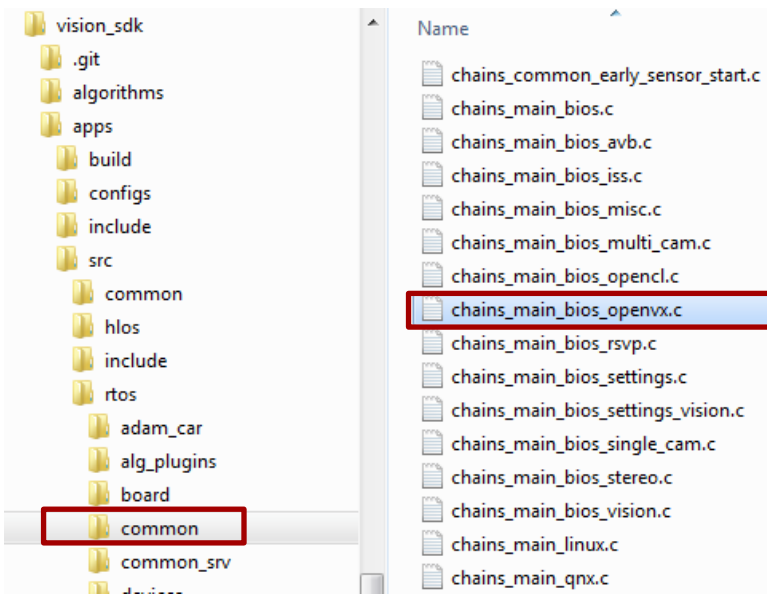 vision_sdk
.git
algorithms
apps
build
configs
include
src
common
hlos
include
rtos
adam_car
alg_plugins
board
common
common_srv
devices
Name
chains_common_early_sensor_start.c
chains_main_bios.c
chains_main_bios_avb.c
chains_main_bios_iss.c
chains_main_bios_misc.c
chains_main_bios_multi_cam.c
chains_main_bios_opencl.c
chains_main_bios_openvx.c
chains_main_bios_rsvp.c
chains_main_bios_settings.c
chains_main_bios_settings_vision.c
chains_main_bios_single_cam.c
chains_main_bios_stereo.c
chains_main_bios_vision.c
chains_main_linux.c
chains_main_qnx.c